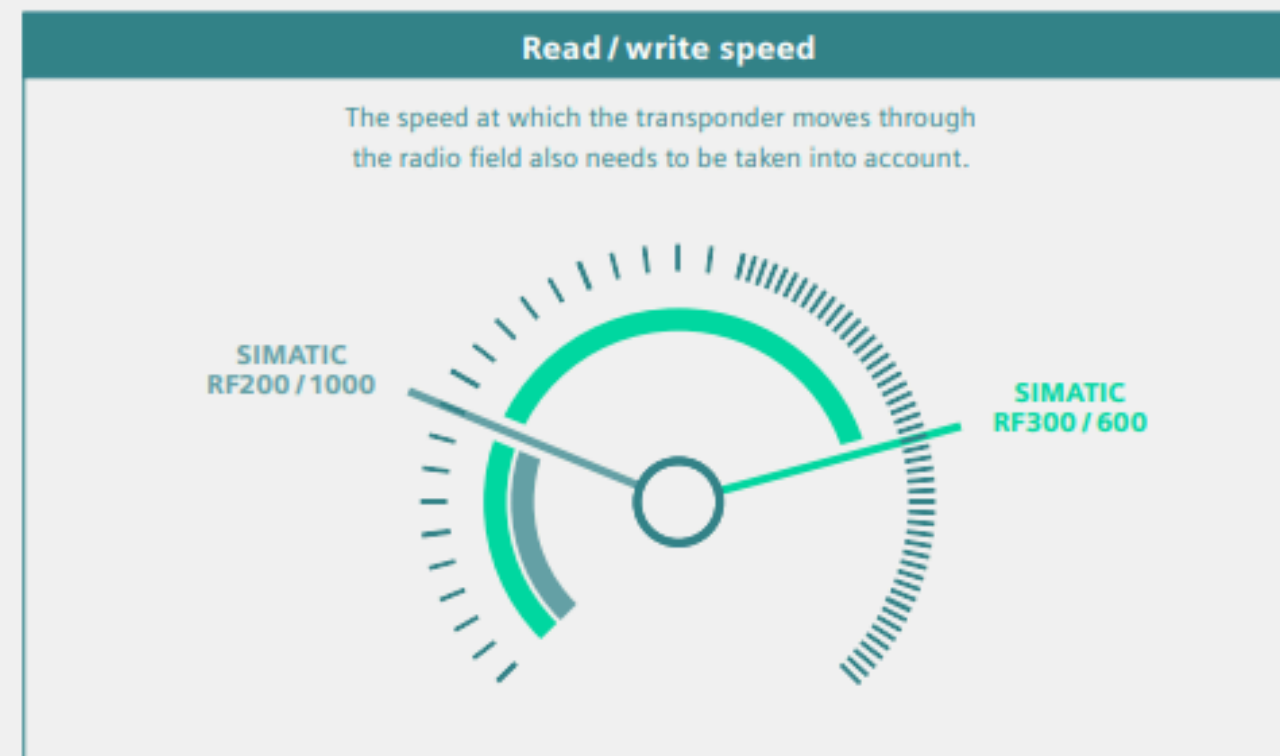 Read / write speed
The speed at which the transponder moves through
the radio field also needs to be taken into account.
SIMATIC
RF200 / 1000
SIMATIC
RF300 / 600